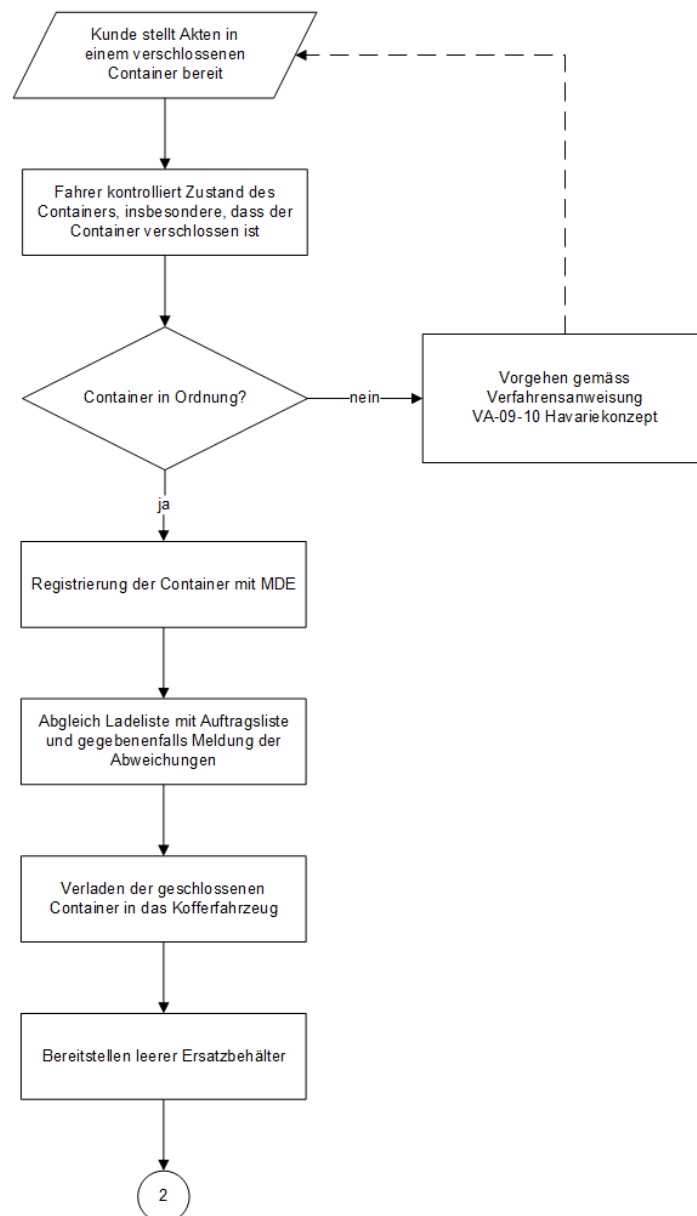 Kunde stellt Akten in
einem verschlossenen
Container bereit
Fahrer kontrolliert Zustand des
Containers, insbesondere, dass der
Container verschlossen ist
Container in Ordnung?
nein
Vorgehen gemäss
Verfahrensanweisung
VA-09-10 Havariekonzept
ja
Registrierung der Container mit MDE
Abgleich Ladeliste mit Auftragsliste
und gegebenenfalls Meldung der
Abweichungen
Verladen der geschlossenen
Container in das Kofferfahrzeug
Bereitstellen leerer Ersatzbehälter
2